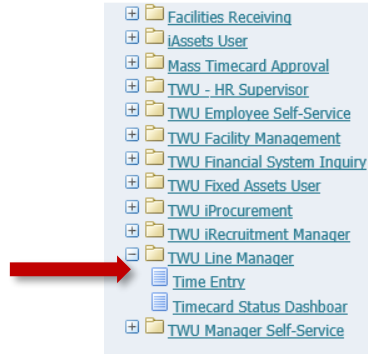 Facilities Receiving
iAssets User
Mass Timecard Approval
TWU - HR Supervisor
TWU Employee Self-Service
TWU Facility Management
TWU Financial System Inquiry
TWU Fixed Assets User
TWU iProcurement
TWU iRecruitment Manager
TWU Line Manager
Time Entry
Timecard Status Dashboar
TWU Manager Self-Service